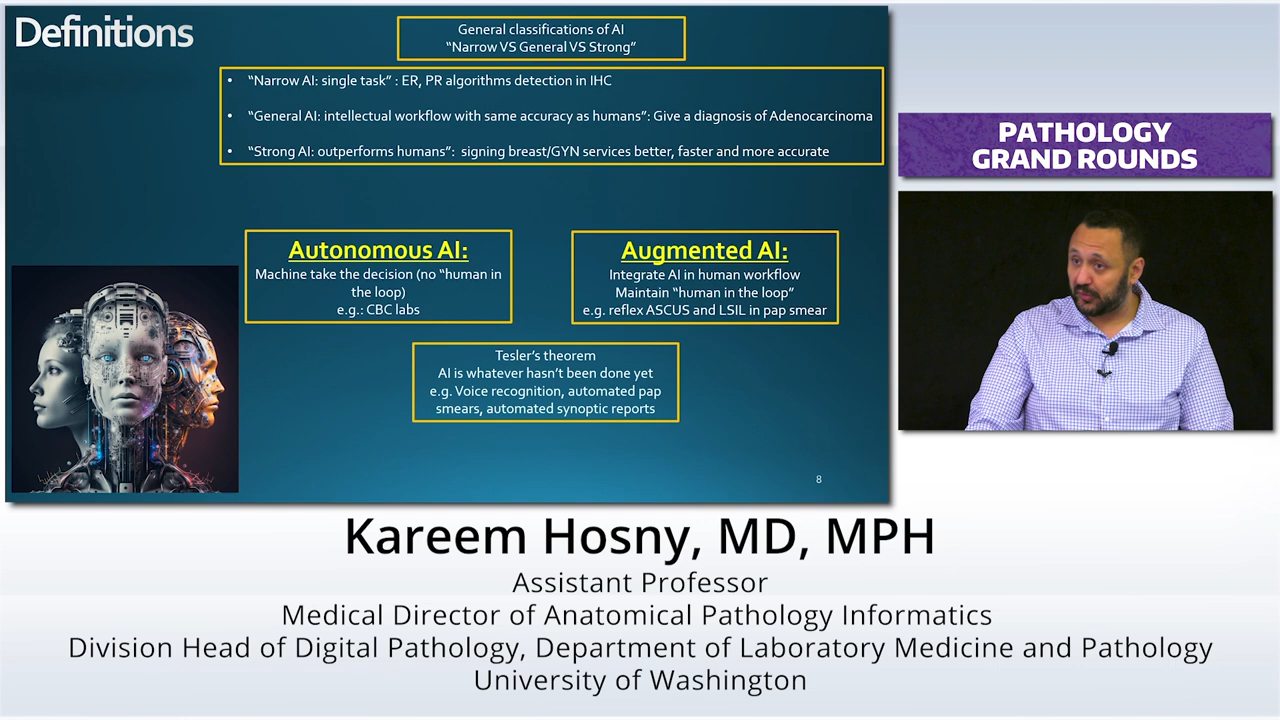 Definitions
General classifications of AI
“Narrow VS General VS Strong”
• “Narrow AI: single task” : ER, PR algorithms detection in IHC
• “General AI: intellectual workflow with same accuracy as humans”: Give a diagnosis of Adenocarcinoma
• “Strong AI: outperforms humans”: signing breast/GYN services better, faster and more accurate
Autonomous AI:
Machine take the decision (no “human in
the loop)
e.g.: CBC labs
Augmented AI:
Integrate AI in human workflow
Maintain “human in the loop”
e.g. reflex ASCUS and LSIL in pap smear
Tesler’s theorem
AI is whatever hasn’t been done yet
e.g. Voice recognition, automated pap
smears, automated synoptic reports
8
PATHOLOGY
GRAND ROUNDS
Kareem Hosny, MD, MPH
Assistant Professor
Medical Director of Anatomical Pathology Informatics
Division Head of Digital Pathology, Department of Laboratory Medicine and Pathology
University of Washington